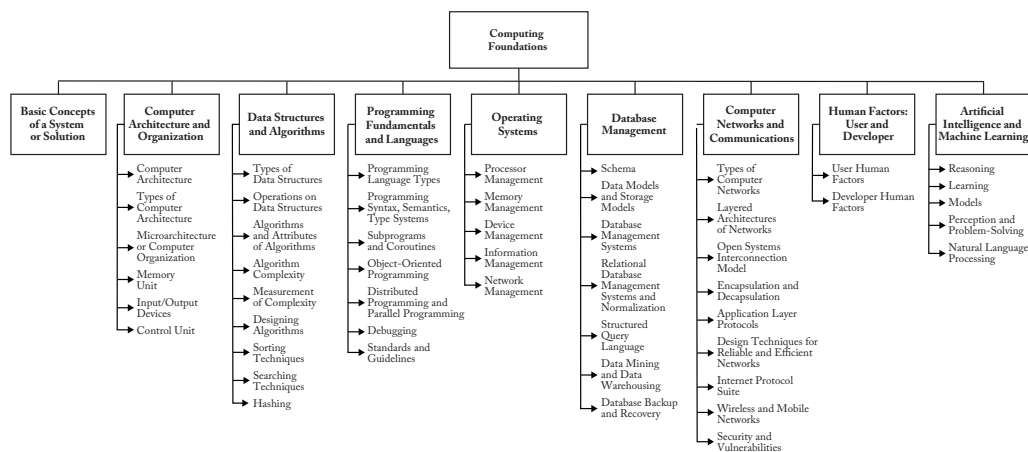 Computing
Foundations
Basic Concepts
of a System
or Solution
Computer
Architecture and
Organization
Computer
Architecture
Types of
Computer
Architecture
Microarchitecture
or Computer
Organization
Memory
Unit
Input/Output
Devices
Control Unit
Data Structures
and Algorithms
Types of
Data Structures
Operations on
Data Structures
Algorithms
and Attributes
of Algorithms
Algorithm
Complexity
Measurement
of Complexity
Designing
Algorithms
Sorting
Techniques
Searching
Techniques
Hashing
Programming
Fundamentals
and Languages
Programming
Language Types
Programming
Syntax, Semantics,
Type Systems
Subprograms
and Coroutines
Object-Oriented
Programming
Distributed
Programming and
Parallel Programming
Debugging
Standards and
Guidelines
Operating
Systems
Processor
Management
Memory
Management
Device
Management
Information
Management
Network
Management
Database
Management
Schema
Data Models
and Storage
Models
Database
Management
Systems
Relational
Database
Management
Systems and
Normalization
Structured
Query
Language
Data Mining
and Data
Warehousing
Database Backup
and Recovery
Computer
Networks and
Communications
Types of
Computer
Networks
Layered
Architectures
of Networks
Open Systems
Interconnection
Model
Encapsulation and
Decapsulation
Application Layer
Protocols
Design Techniques for
Reliable and Efficient
Networks
Internet Protocol
Suite
Wireless and Mobile
Networks
Security and
Vulnerabilities
Human Factors:
User and
Developer
User Human
Factors
Developer Human
Factors
Artificial
Intelligence and
Machine Learning
Reasoning
Learning
Models
Perception and
Problem-Solving
Natural Language
Processing